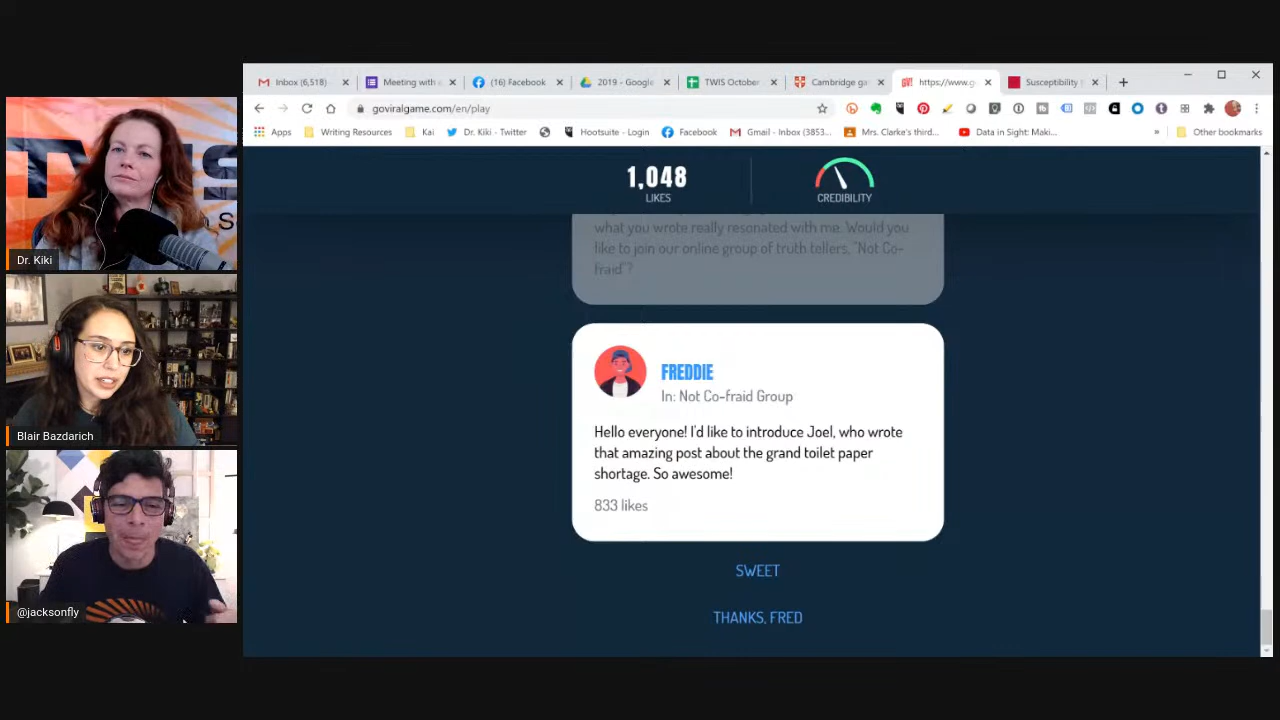 Dr. Kiki
Blair Bazdarich
@jacksonfly
Inbox (6,518)
Meeting with
(16) Facebook
2019 - Google
TWIS October
Cambridge ga
GV!
https://www.g
Susceptibility
goviralgame.com/en/play
Apps
Writing Resources
Kai
Dr. Kiki - Twitter
Hootsuite - Login
Facebook
Gmail - Inbox (3853...
Mrs. Clarke's third...
Data in Sight: Maki...
»
Other bookmarks
1,048
LIKES
CREDIBILITY
what you wrote really resonated with me. Would you
like to join our online group of truth tellers, "Not Co-
fraid"?
FREDDIE
In: Not Co-fraid Group
Hello everyone! I'd like to introduce Joel, who wrote
that amazing post about the grand toilet paper
shortage. So awesome!
833 likes
SWEET
THANKS, FRED